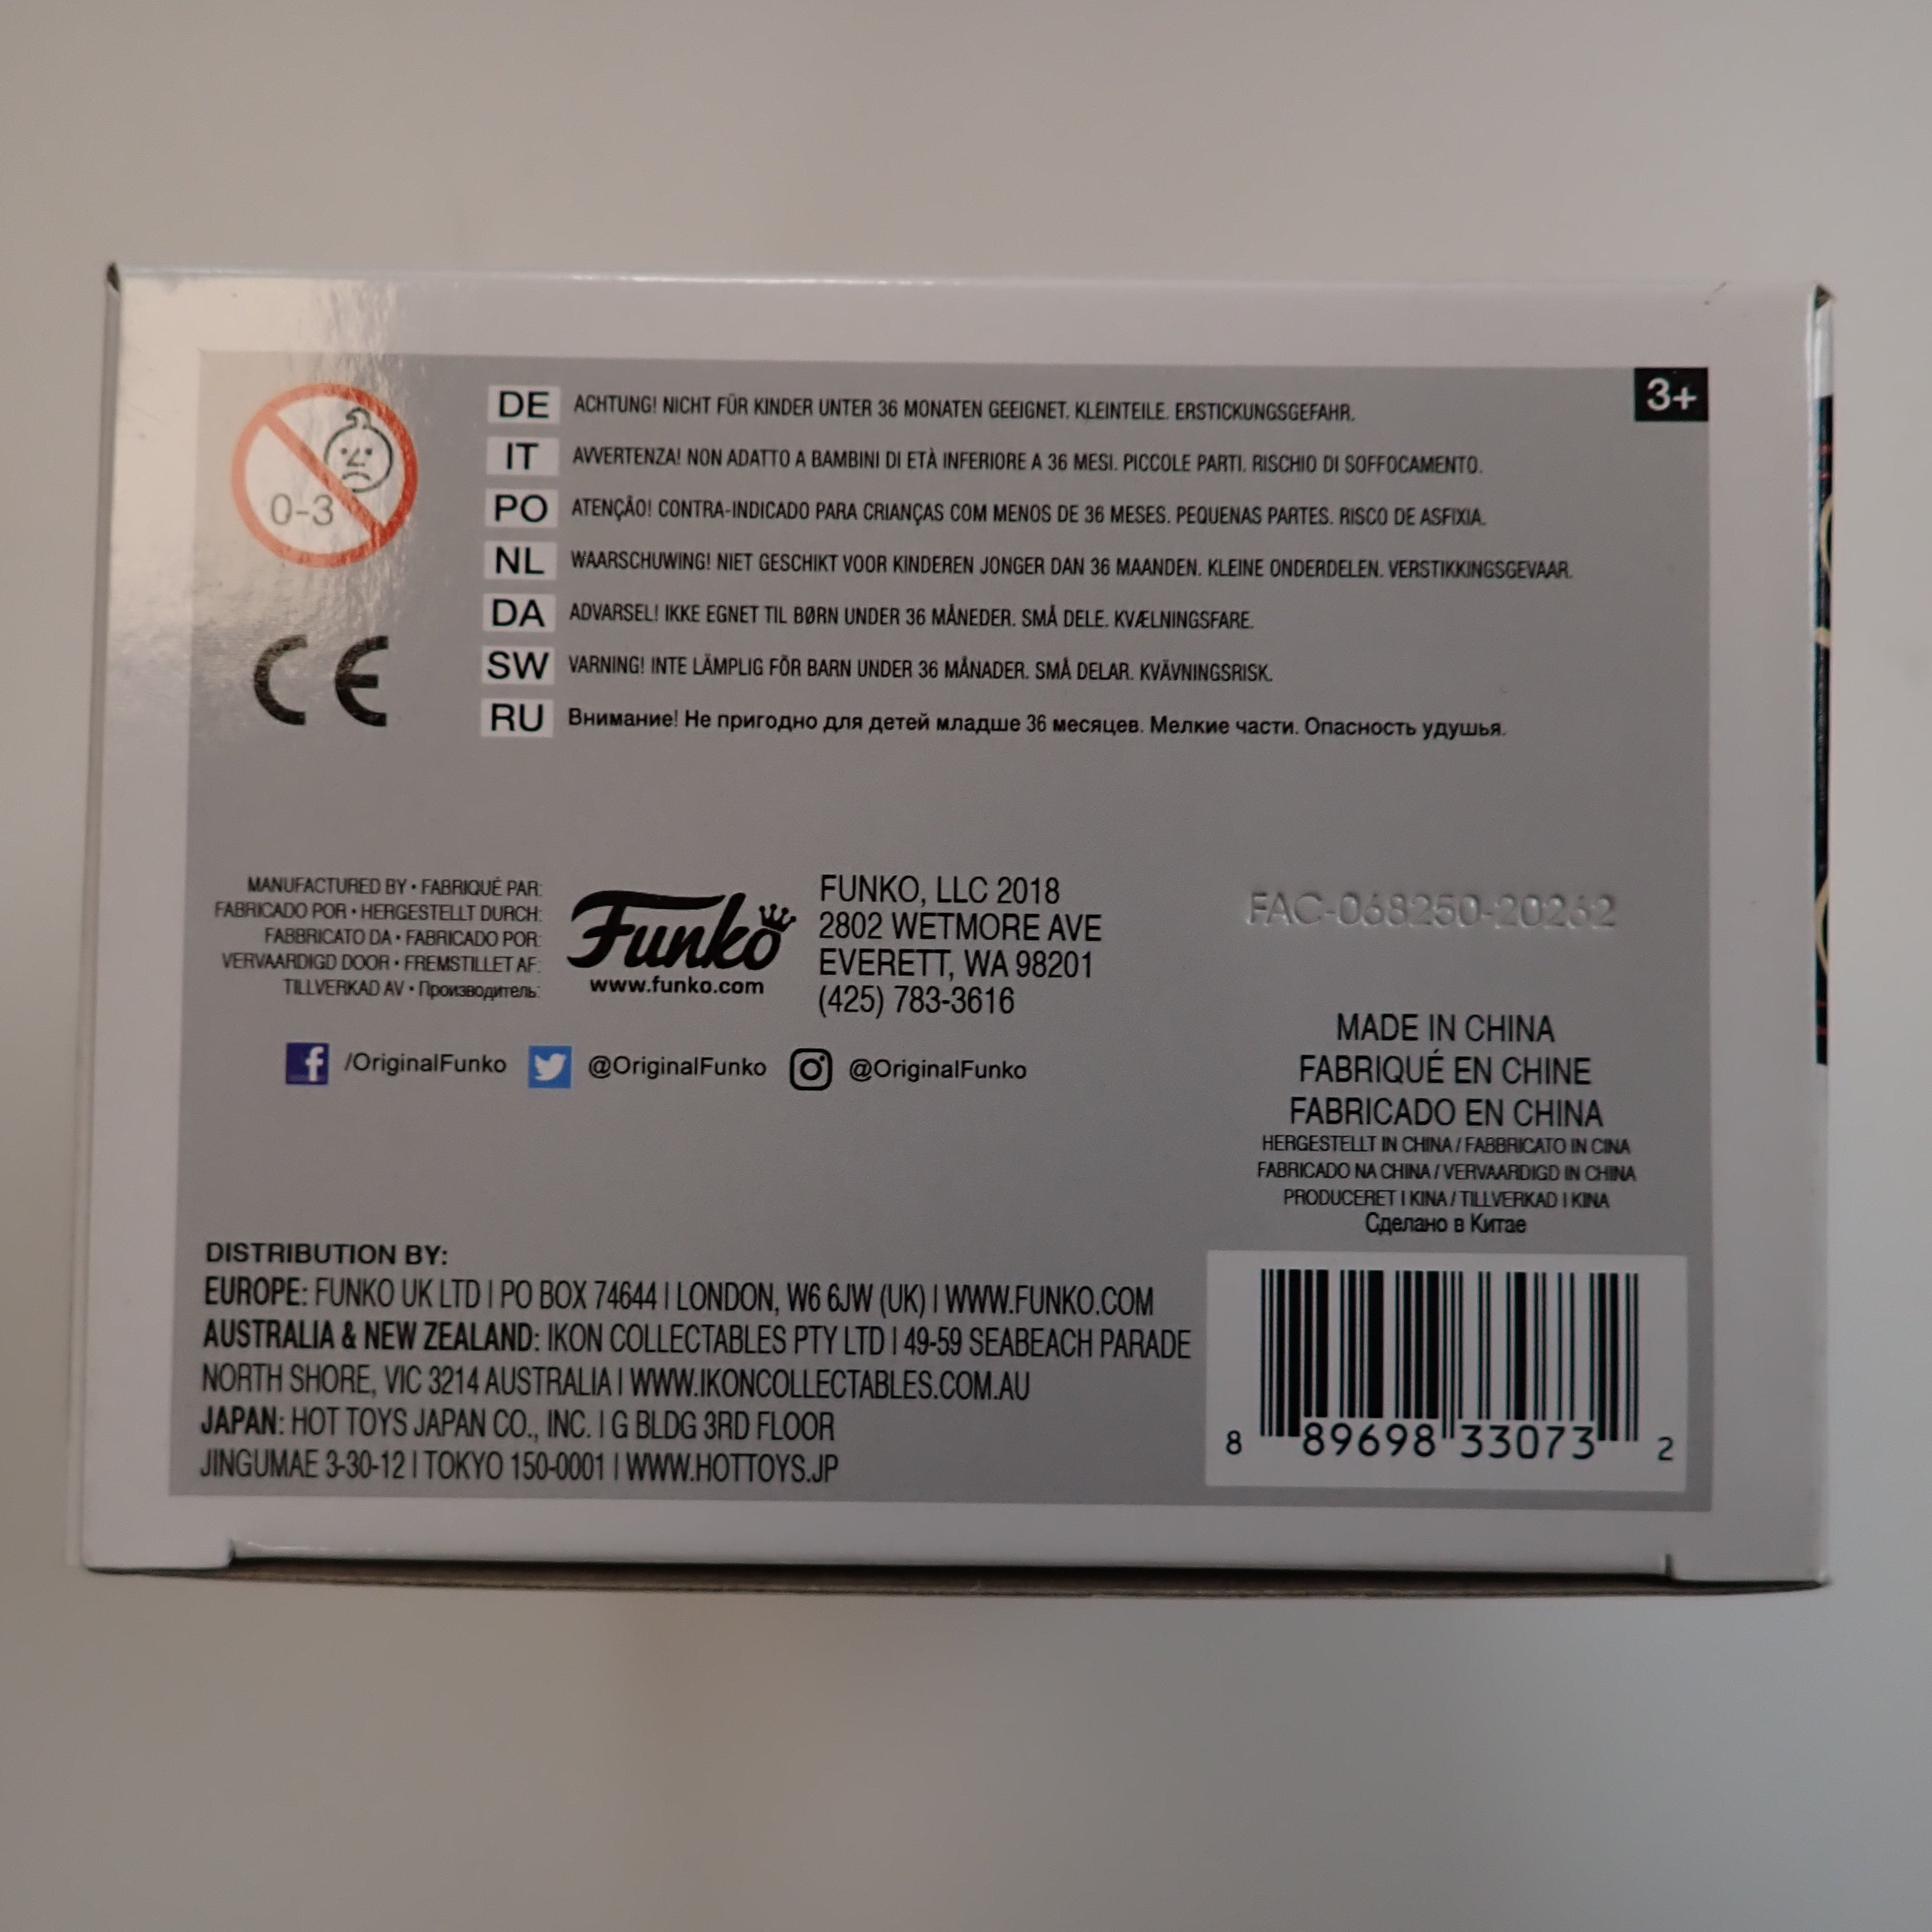 0-3
CE
3+
DE ACHTUNG! NICHT FÜR KINDER UNTER 36 MONATEN GEEIGNET. KLEINTEILE. ERSTICKUNGSGEFAHR.
IT AVVERTENZA! NON ADATTO A BAMBINI DI ETÀ INFERIORE A 36 MESI. PICCOLE PARTI. RISCHIO DI SOFFOCAMENTO.
PO ATENÇÃO! CONTRA-INDICADO PARA CRIANÇAS COM MENOS DE 36 MESES. PEQUENAS PARTES. RISCO DE ASFIXIA.
NL WAARSCHUWING! NIET GESCHIKT VOOR KINDEREN JONGER DAN 36 MAANDEN. KLEINE ONDERDELEN. VERSTIKKINGSGEVAAR.
DA ADVARSEL! IKKE EGNET TIL BØRN UNDER 36 MÅNEDER. SMÅ DELE. KVÆLNINGSFARE.
SW VARNING! INTE LÄMPLIG FÖR BARN UNDER 36 MÅNADER. SMÅ DELAR. KVÄVNINGSRISK.
RU Внимание! Не пригодно для детей младше 36 месяцев. Мелкие части. Опасность удушья.
MANUFACTURED BY • FABRIQUÉ PAR:
FABRICADO POR • HERGESTELLT DURCH:
FABBRICATO DA • FABRICADO POR:
VERVAARDIGD DOOR • FREMSTILLET AF:
TILLVERKAD AV • Производитель:
Funko
www.funko.com
FUNKO, LLC 2018
2802 WETMORE AVE
EVERETT, WA 98201
(425) 783-3616
/OriginalFunko @OriginalFunko @OriginalFunko
FAC-068250-20262
MADE IN CHINA
FABRIQUÉ EN CHINE
FABRICADO EN CHINA
HERGESTELLT IN CHINA / FABBRICATO IN CINA
FABRICADO NA CHINA / VERVAARDIGD IN CHINA
PRODUCERET I KINA / TILLVERKAD I KINA
Сделано в Китае
DISTRIBUTION BY:
EUROPE: FUNKO UK LTD | PO BOX 74644 | LONDON, W6 6JW (UK) | WWW.FUNKO.COM
AUSTRALIA & NEW ZEALAND: IKON COLLECTABLES PTY LTD | 49-59 SEABEACH PARADE
NORTH SHORE, VIC 3214 AUSTRALIA | WWW.IKONCOLLECTABLES.COM.AU
JAPAN: HOT TOYS JAPAN CO., INC. | G BLDG 3RD FLOOR
JINGUMAE 3-30-12 | TOKYO 150-0001 | WWW.HOTTOYS.JP
8 89698 33073 2